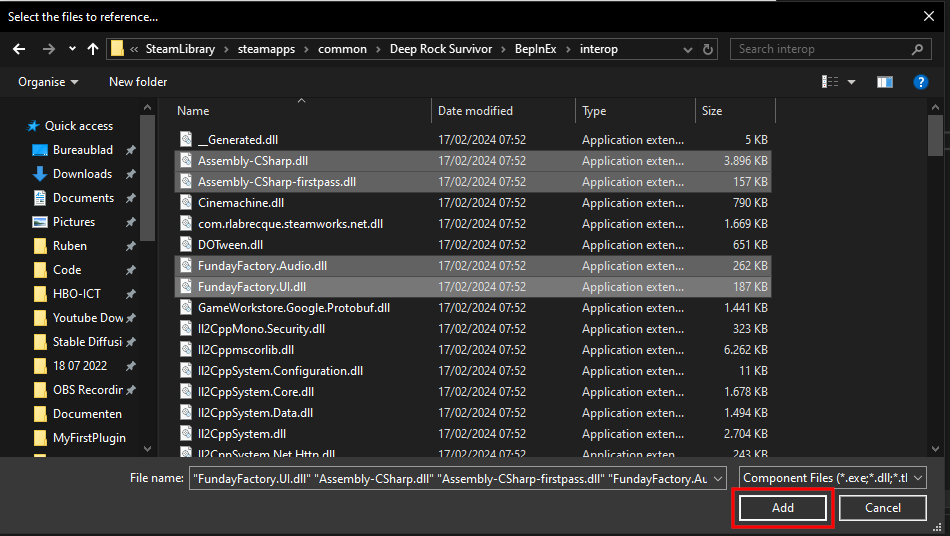 Select the files to reference...
« SteamLibrary › steamapps › common › Deep Rock Survivor › BepInEx › interop
Search interop
Organise New folder
?
Name Date modified Type Size
Quick access
Bureaublad
Downloads
Documents
Pictures
Ruben
Code
HBO-ICT
Youtube Dow
Stable Diffusi
18 07 2022
OBS Recordin
Documenten
MyFirstPlugin
__Generated.dll 17/02/2024 07:52 Application exten... 5 KB
Assembly-CSharp.dll 17/02/2024 07:52 Application exten... 3.896 KB
Assembly-CSharp-firstpass.dll 17/02/2024 07:52 Application exten... 157 KB
Cinemachine.dll 17/02/2024 07:52 Application exten... 790 KB
com.rlabrecque.steamworks.net.dll 17/02/2024 07:52 Application exten... 1.669 KB
DOTween.dll 17/02/2024 07:52 Application exten... 651 KB
FundayFactory.Audio.dll 17/02/2024 07:52 Application exten... 262 KB
FundayFactory.UI.dll 17/02/2024 07:52 Application exten... 187 KB
GameWorkstore.Google.Protobuf.dll 17/02/2024 07:52 Application exten... 1.441 KB
Il2CppMono.Security.dll 17/02/2024 07:52 Application exten... 323 KB
Il2Cppmscorlib.dll 17/02/2024 07:52 Application exten... 6.262 KB
Il2CppSystem.Configuration.dll 17/02/2024 07:52 Application exten... 11 KB
Il2CppSystem.Core.dll 17/02/2024 07:52 Application exten... 1.678 KB
Il2CppSystem.Data.dll 17/02/2024 07:52 Application exten... 1.494 KB
Il2CppSystem.dll 17/02/2024 07:52 Application exten... 2.704 KB
Il2CppSystem.Net.Http.dll 17/02/2024 07:52 Application exten... 243 KB
File name: "FundayFactory.UI.dll" "Assembly-CSharp.dll" "Assembly-CSharp-firstpass.dll" "FundayFactory.Au
Component Files (*.exe;*.dll;*.tl
Add Cancel